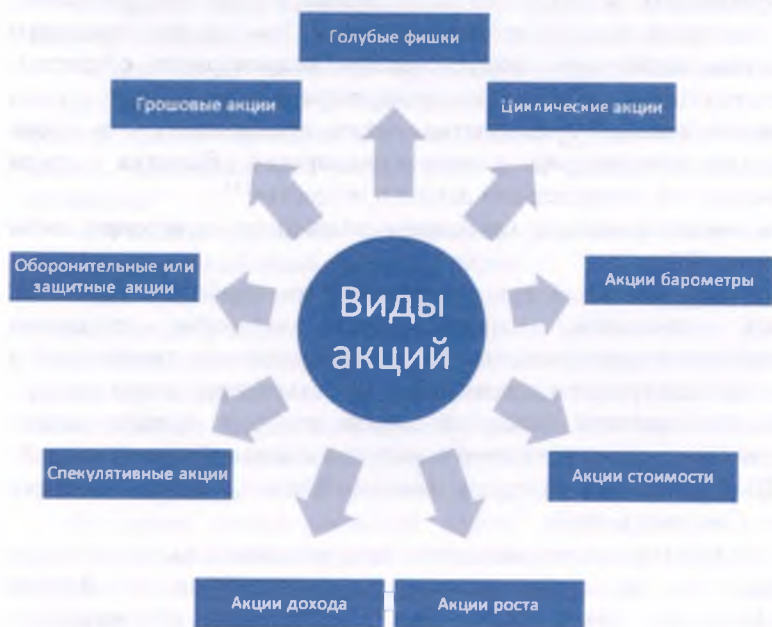 Голубые фишки
Грошовые акции
Циклические акции
Оборонительные или
защитные акции
Акции барометры
Виды
акций
Спекулятивные акции
Акции стоимости
Акции дохода
Акции роста